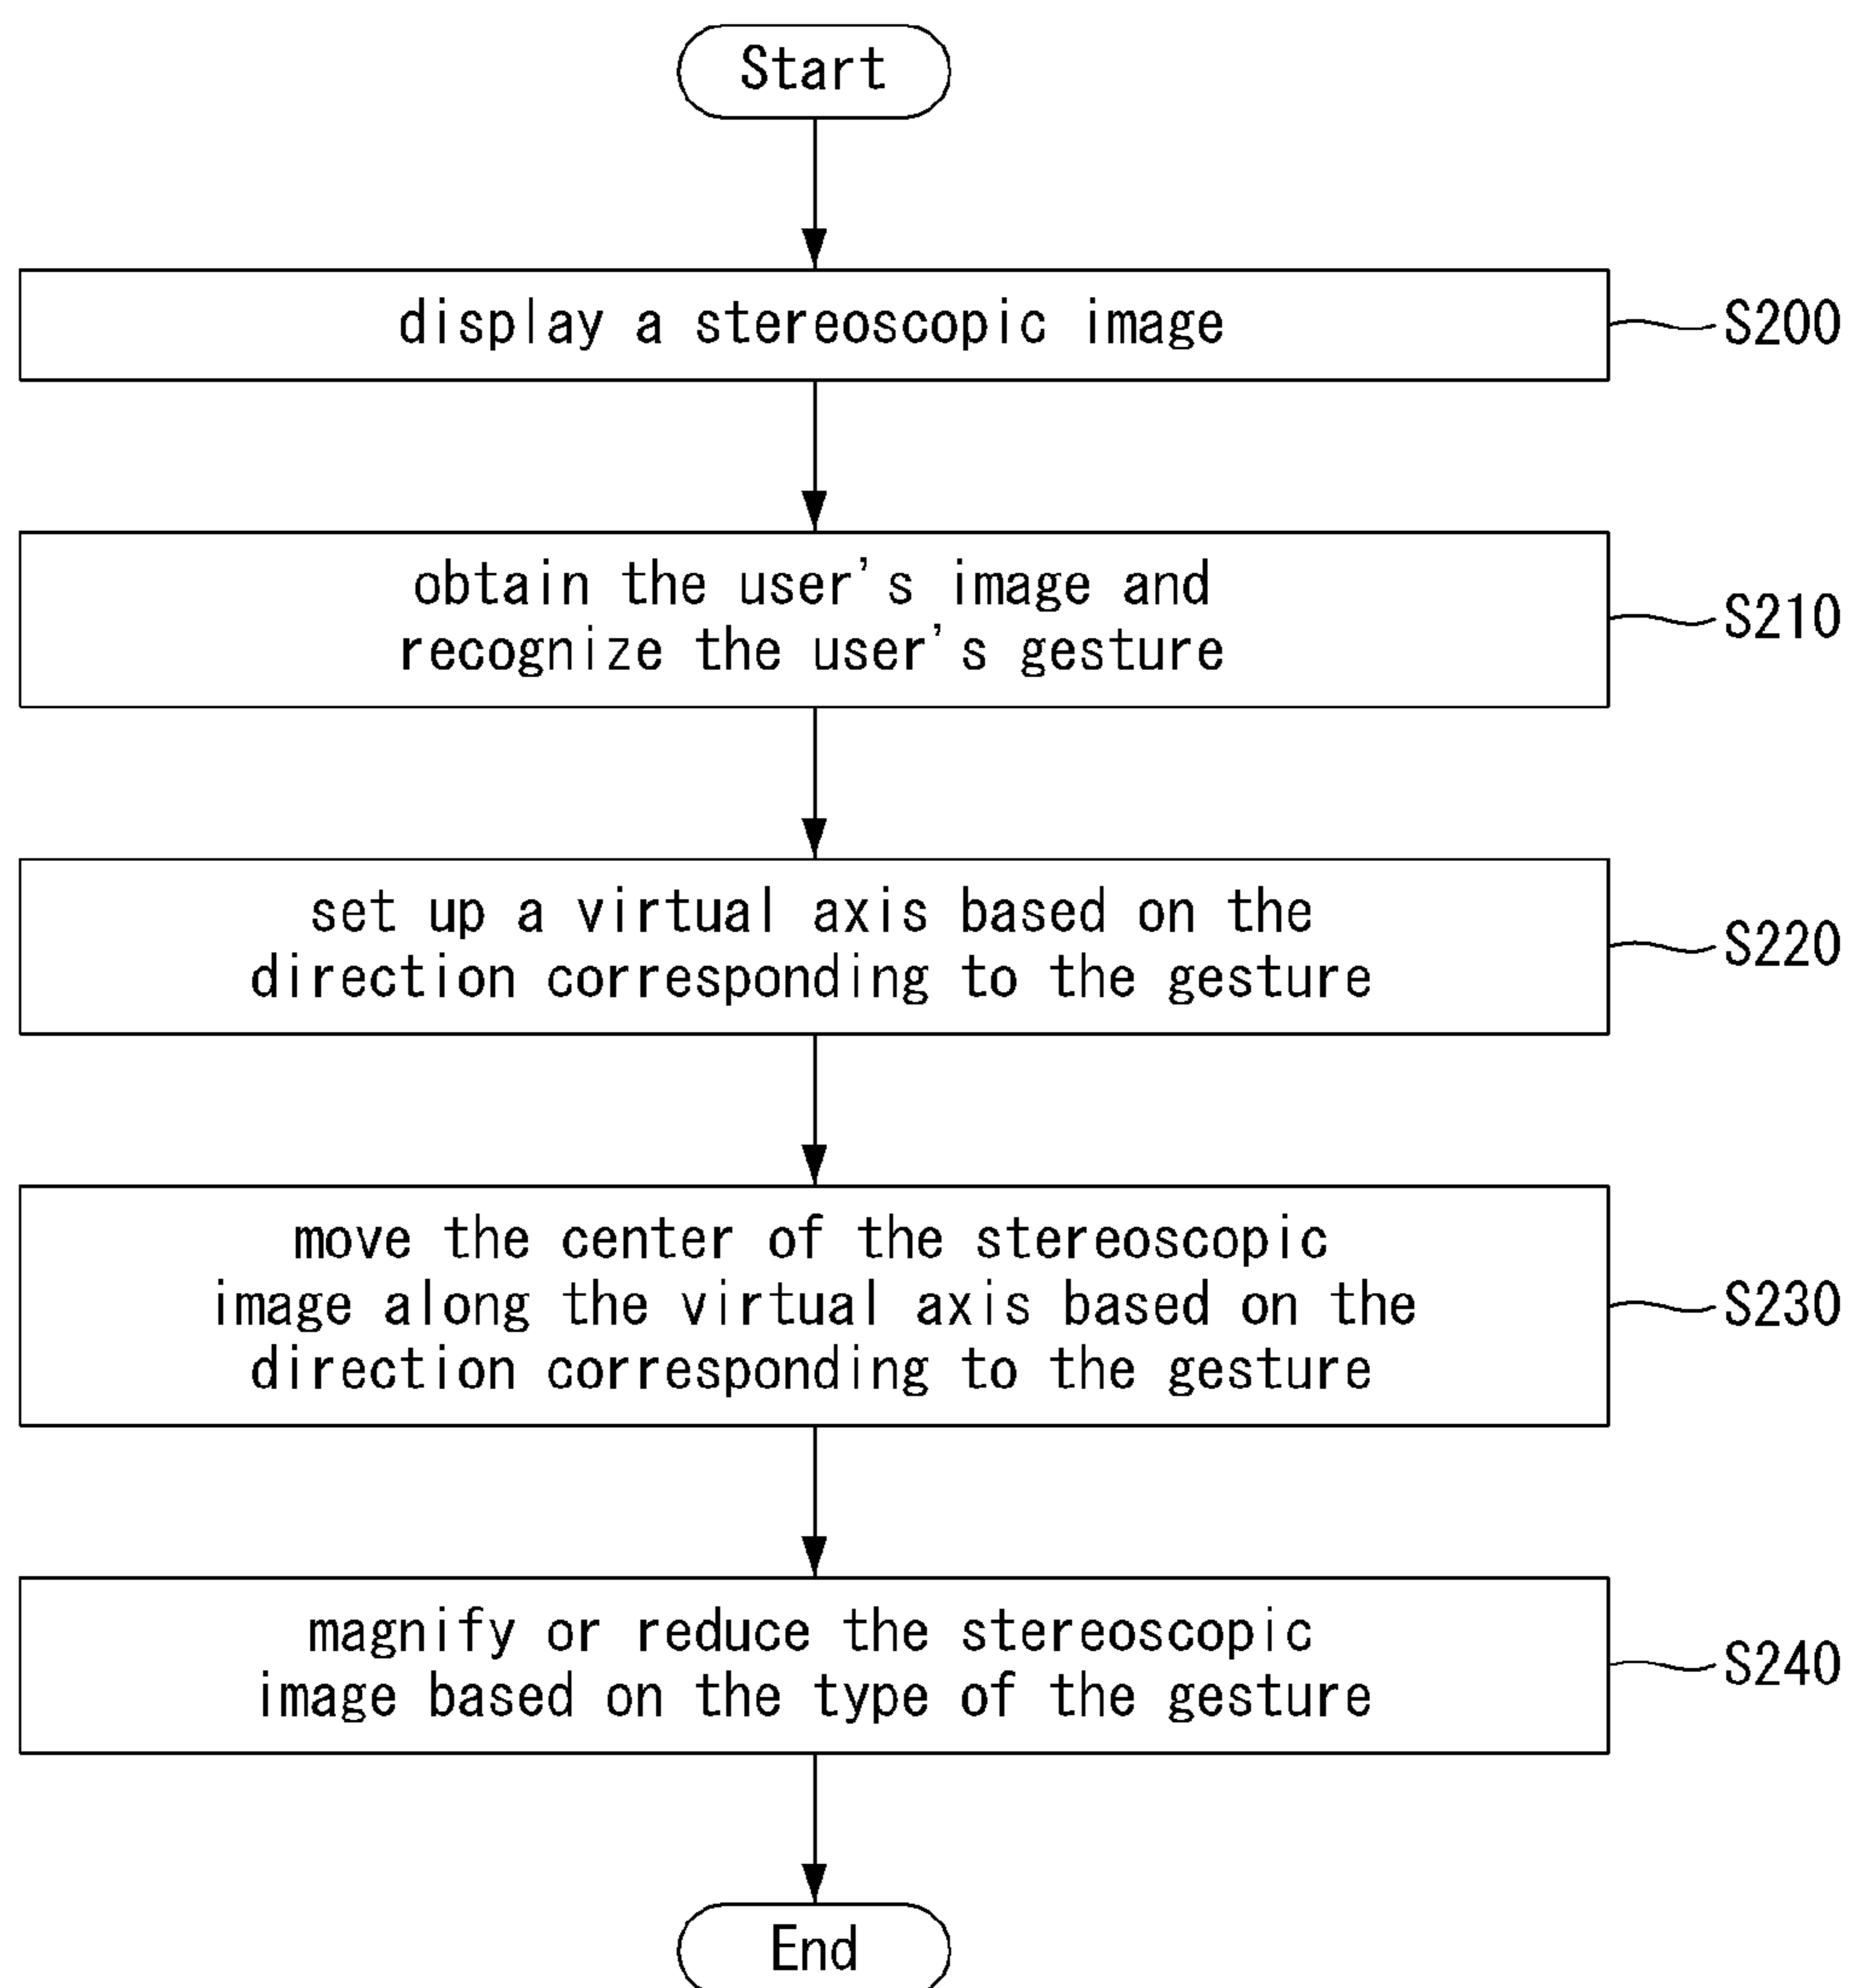 Start
display a stereoscopic image
S200
obtain the user's image and
recognize the user's gesture
S210
set up a virtual axis based on the
direction corresponding to the gesture
S220
move the center of the stereoscopic
image along the virtual axis based on the
direction corresponding to the gesture
S230
magnify or reduce the stereoscopic
image based on the type of the gesture
S240
End